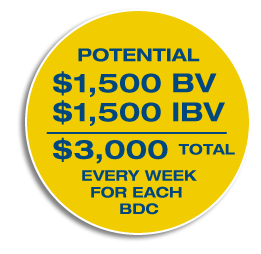 POTENTIAL
$1,500 BV
$1,500 IBV
$3,000 TOTAL
EVERY WEEK
FOR EACH
BDC